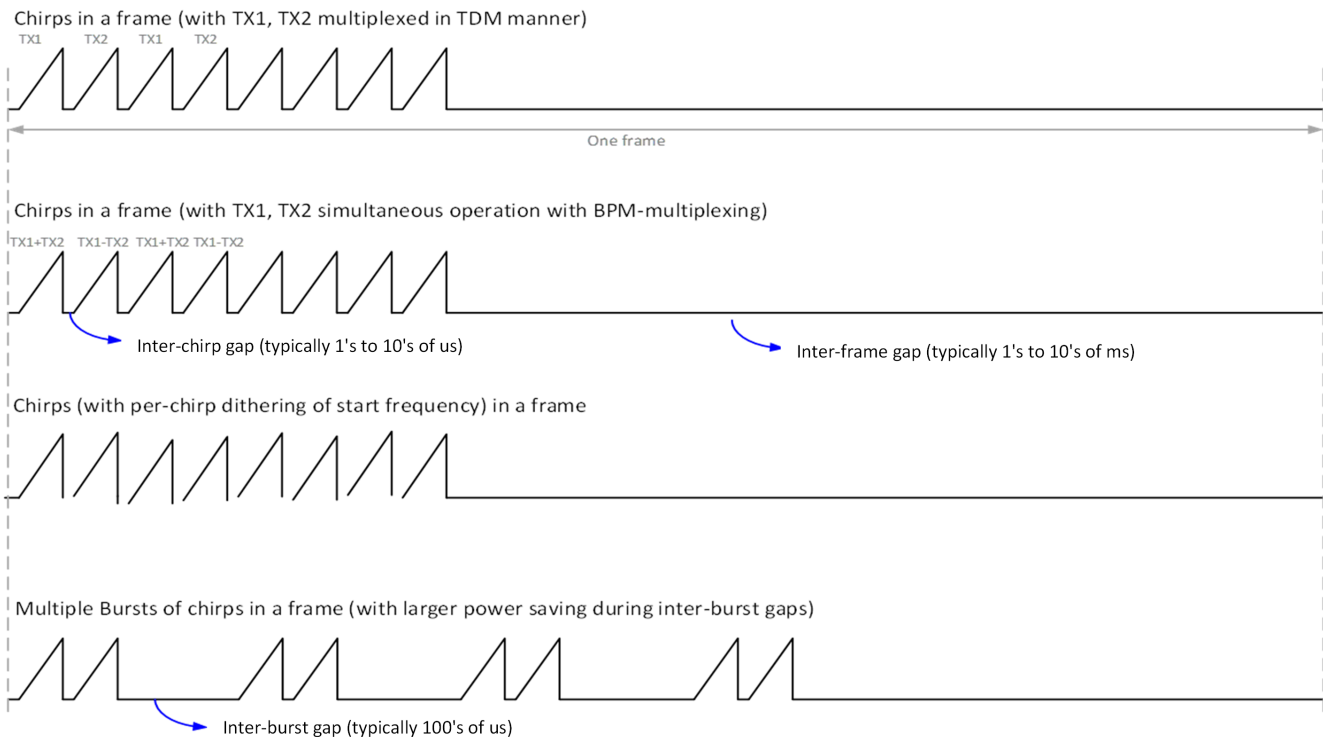 Chirps in a frame (with TX1, TX2 multiplexed in TDM manner)
TX1 TX2 TX1 TX2
One frame
Chirps in a frame (with TX1, TX2 simultaneous operation with BPM-multiplexing)
TX1+TX2 TX1-TX2 TX1+TX2 TX1-TX2
Inter-chirp gap (typically 1's to 10's of us)
Inter-frame gap (typically 1's to 10's of ms)
Chirps (with per-chirp dithering of start frequency) in a frame
Multiple Bursts of chirps in a frame (with larger power saving during inter-burst gaps)
Inter-burst gap (typically 100's of us)